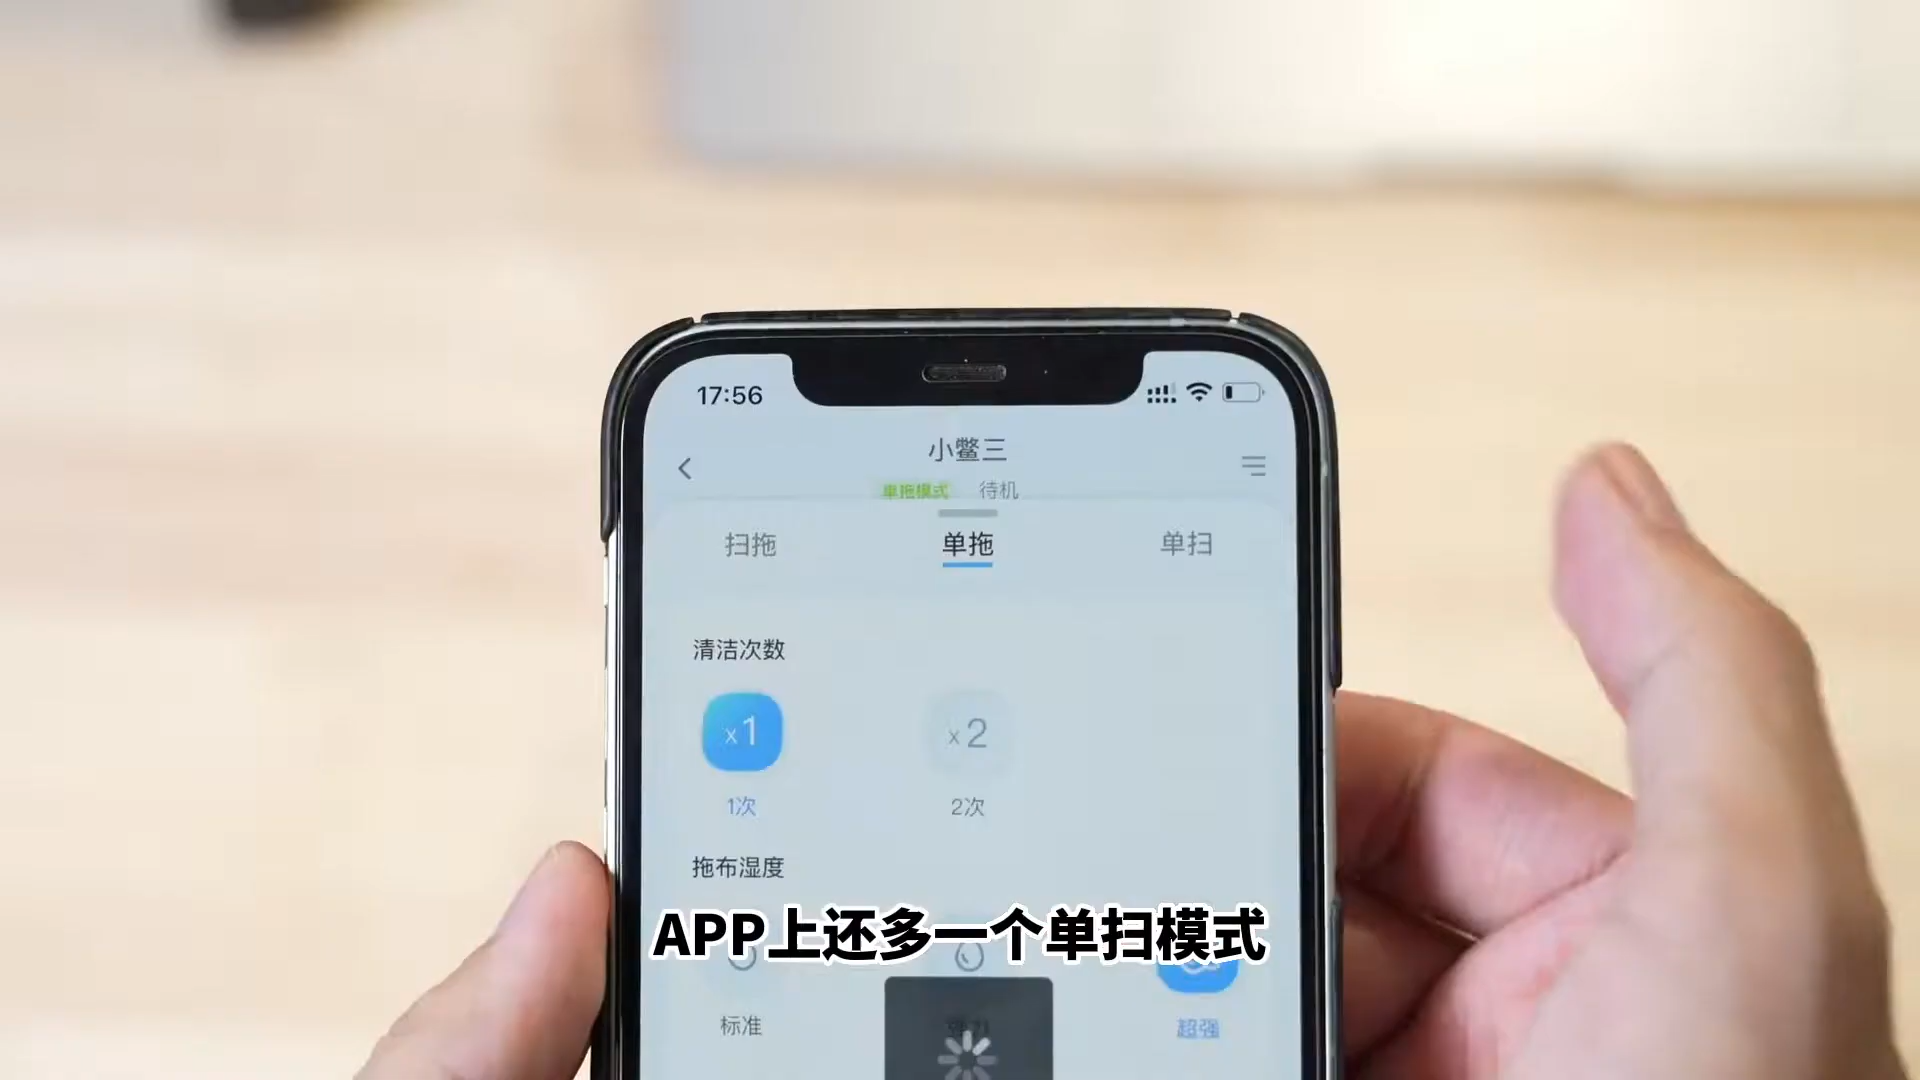 17:56
小鳖三
单拖模式 待机
扫拖 单拖 单扫
清洁次数
x1 x2
1次 2次
拖布湿度
APP上还多一个单扫模式
标准 超强